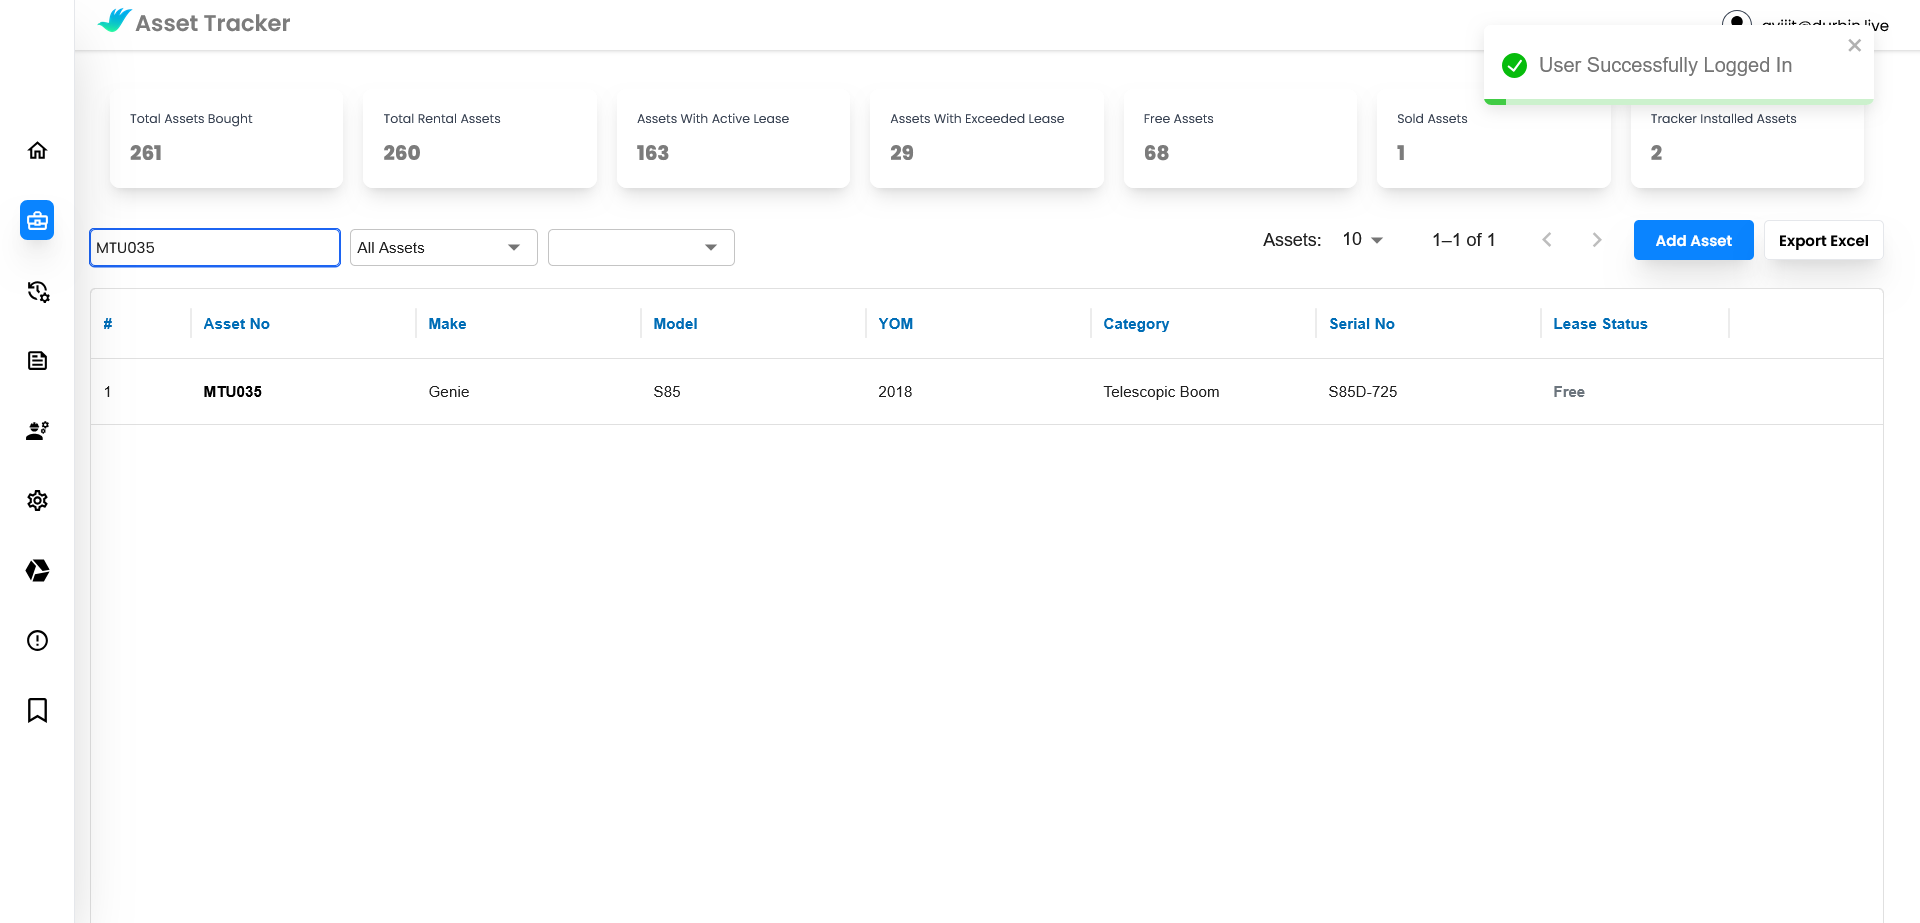 Asset Tracker
User Successfully Logged In
Total Assets Bought
261
Total Rental Assets
260
Assets With Active Lease
163
Assets With Exceeded Lease
29
Free Assets
68
Sold Assets
1
Tracker Installed Assets
2
MTU035
All Assets
Assets: 10 1–1 of 1
Add Asset
Export Excel
# Asset No Make Model YOM Category Serial No Lease Status
1 MTU035 Genie S85 2018 Telescopic Boom S85D-725 Free